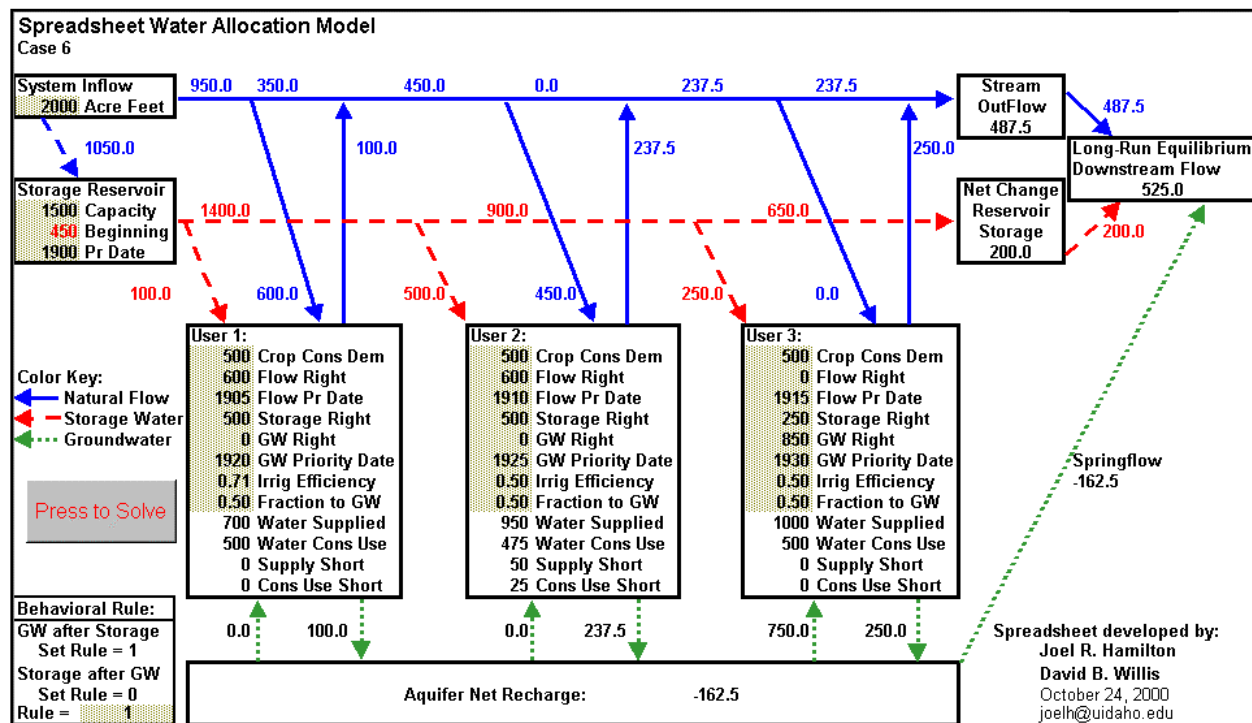 Spreadsheet Water Allocation Model
Case 6
System Inflow
2000 Acre Feet
950.0 350.0 450.0 0.0 237.5 237.5
Stream
OutFlow
487.5
487.5
1050.0
100.0
237.5
250.0
Long-Run Equilibrium
Downstream Flow
525.0
Storage Reservoir
1500 Capacity
450 Beginning
1900 Pr Date
1400.0 900.0 650.0
Net Change
Reservoir
Storage
200.0
200.0
100.0 600.0 500.0 450.0 250.0 0.0
User 1:
500 Crop Cons Dem
600 Flow Right
1905 Flow Pr Date
500 Storage Right
0 GW Right
1920 GW Priority Date
0.71 Irrig Efficiency
0.50 Fraction to GW
700 Water Supplied
500 Water Cons Use
0 Supply Short
0 Cons Use Short
User 2:
500 Crop Cons Dem
600 Flow Right
1910 Flow Pr Date
500 Storage Right
0 GW Right
1925 GW Priority Date
0.50 Irrig Efficiency
0.50 Fraction to GW
950 Water Supplied
475 Water Cons Use
50 Supply Short
25 Cons Use Short
User 3:
500 Crop Cons Dem
0 Flow Right
1915 Flow Pr Date
250 Storage Right
850 GW Right
1930 GW Priority Date
0.50 Irrig Efficiency
0.50 Fraction to GW
1000 Water Supplied
500 Water Cons Use
0 Supply Short
0 Cons Use Short
Color Key:
Natural Flow
Storage Water
Groundwater
Press to Solve
Springflow
-162.5
Behavioral Rule:
GW after Storage
Set Rule = 1
Storage after GW
Set Rule = 0
Rule = 1
0.0 100.0 0.0 237.5 750.0 250.0
Aquifer Net Recharge: -162.5
Spreadsheet developed by:
Joel R. Hamilton
David B. Willis
October 24, 2000
joelh@uidaho.edu